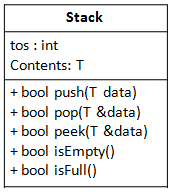 Stack
tos : int
Contents: T
+ bool push(T data)
+ bool pop(T &data)
+ bool peek(T &data)
+ bool isEmpty()
+ bool isFull()